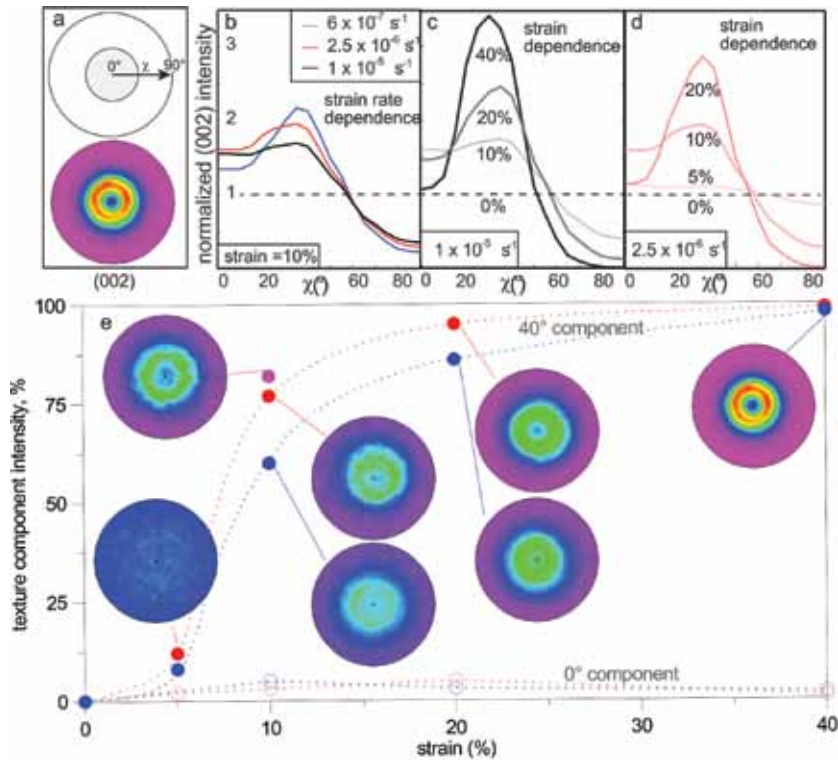 a
0° χ 90°
(002)
normalized (002) intensity
b
3
2
1
6 x 10⁻⁷ s⁻¹
2.5 x 10⁻⁶ s⁻¹
1 x 10⁻⁵ s⁻¹
strain rate
dependence
strain =10%
0 20 40 60 80
χ(°)
c
strain
dependence
40%
20%
10%
0%
1 x 10⁻⁵ s⁻¹
0 20 40 60 80
χ(°)
d
strain
dependence
20%
10%
5%
0%
2.5 x 10⁻⁶ s⁻¹
0 20 40 60 80
χ(°)
e
texture component intensity, %
100
75
50
25
0
40° component
0° component
0 10 20 30 40
strain (%)